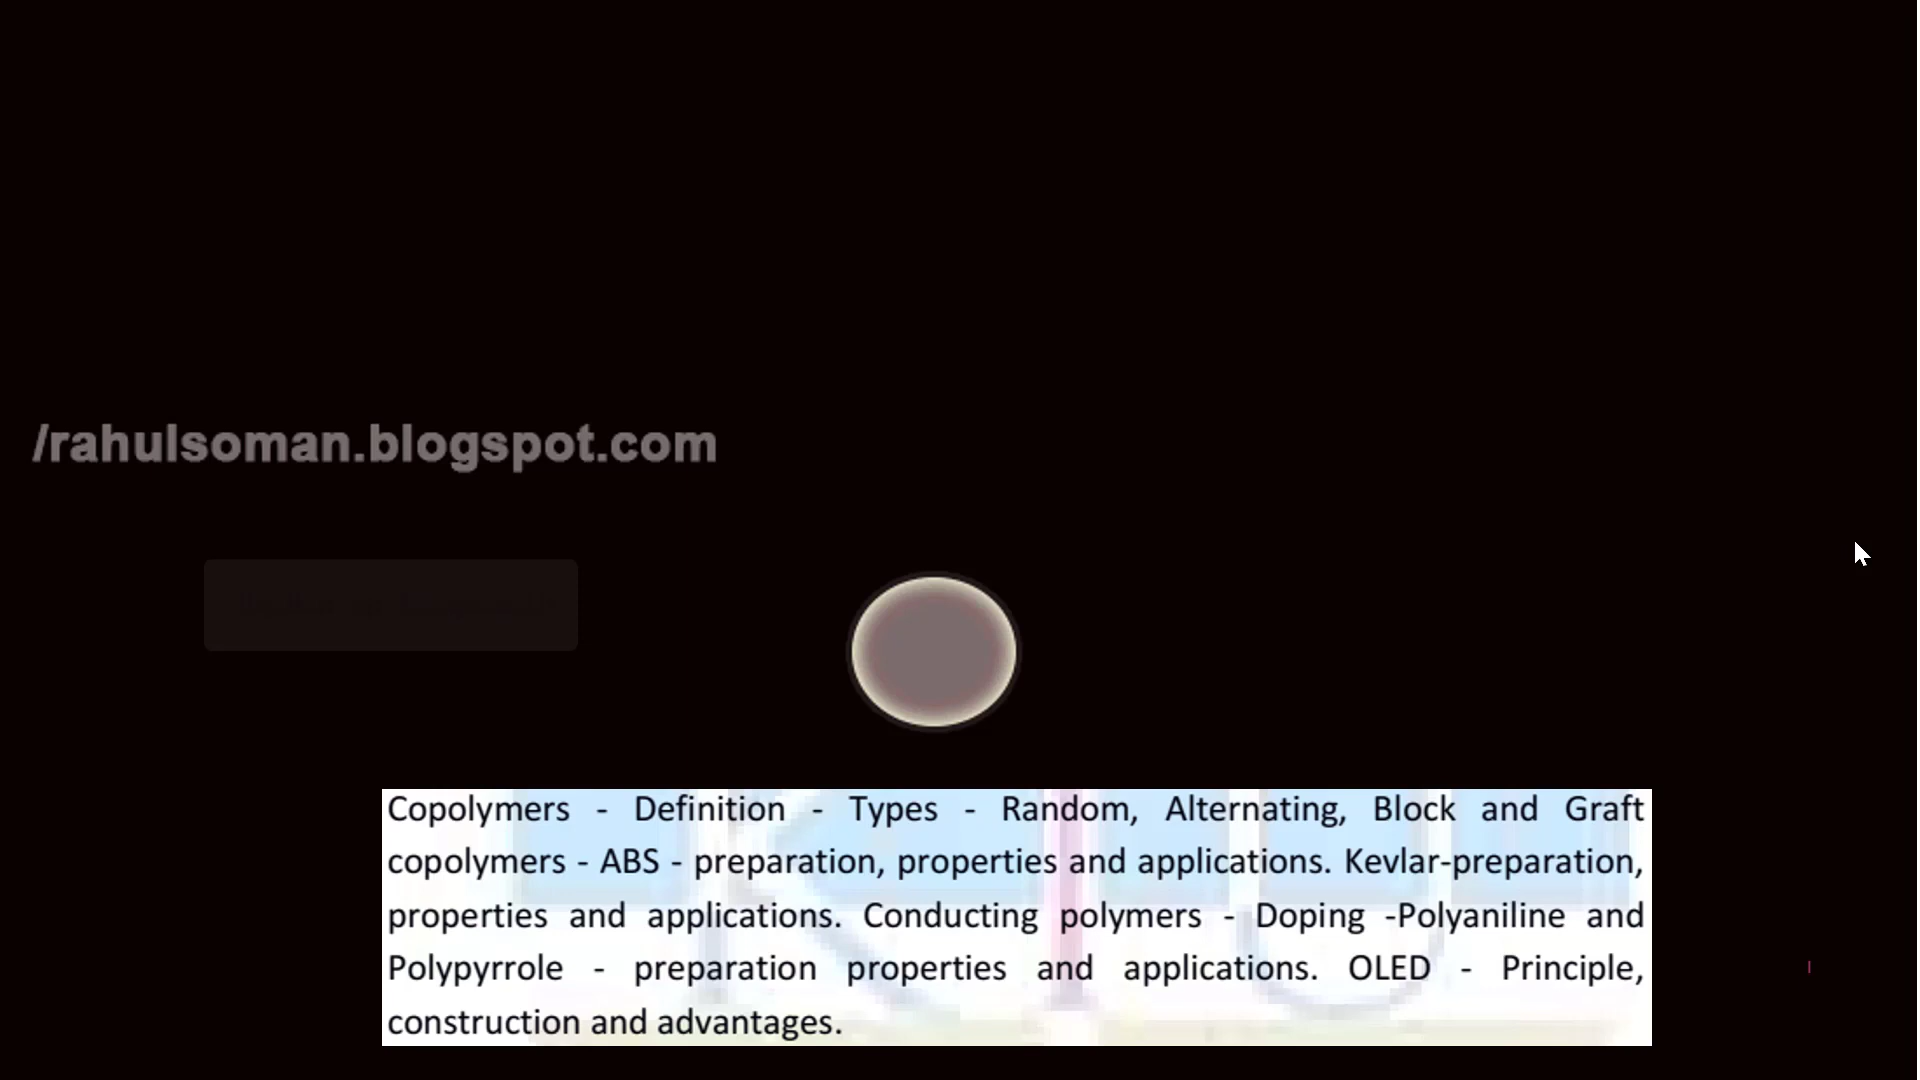 /rahulsoman.blogspot.com
Copolymers - Definition - Types - Random, Alternating, Block and Graft
copolymers - ABS - preparation, properties and applications. Kevlar-preparation,
properties and applications. Conducting polymers - Doping -Polyaniline and
Polypyrrole - preparation properties and applications. OLED - Principle,
construction and advantages.